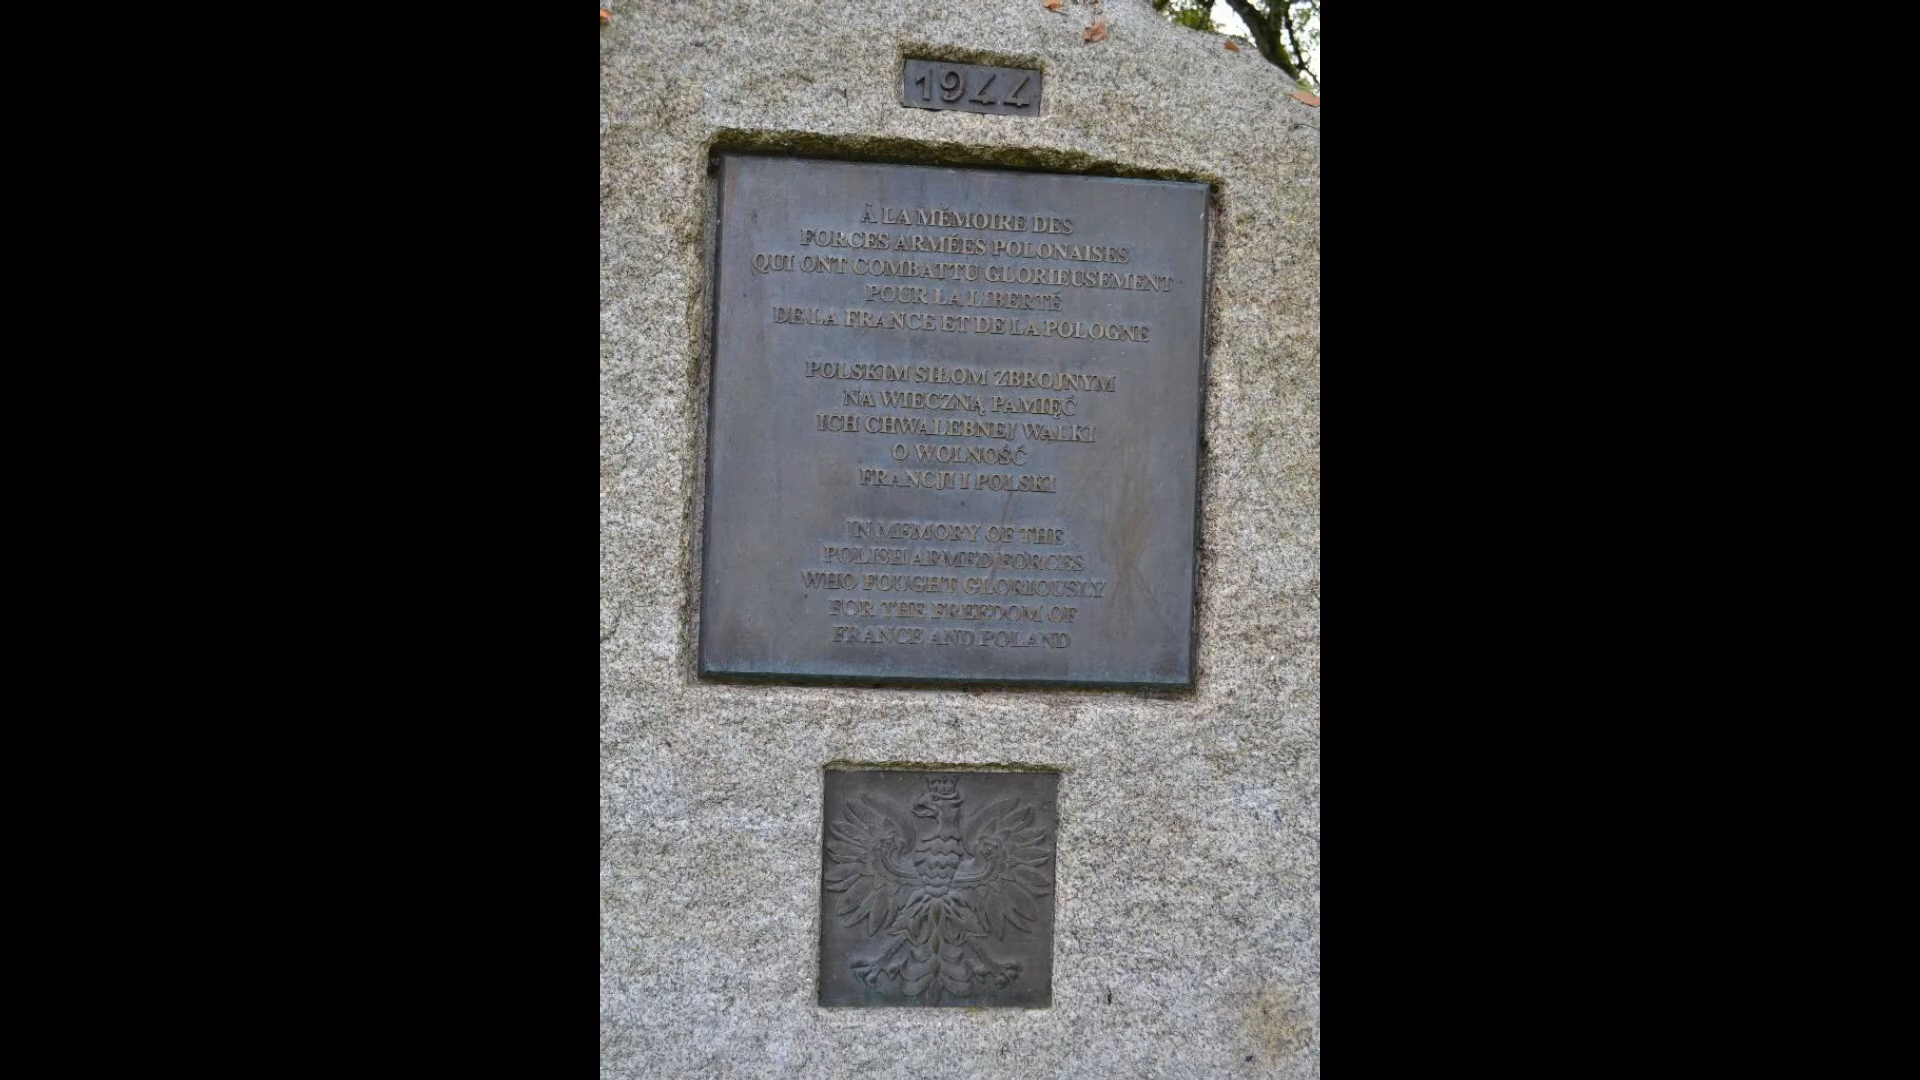 1944
À LA MÉMOIRE DES
FORCES ARMÉES POLONAISES
QUI ONT COMBATTU GLORIEUSEMENT
POUR LA LIBERTÉ
DE LA FRANCE ET DE LA POLOGNE
POLSKIM SIŁOM ZBROJNYM
NA WIECZNĄ PAMIĘĆ
ICH CHWALEBNEJ WALKI
O WOLNOŚĆ
FRANCJI I POLSKI
IN MEMORY OF THE
POLISH ARMED FORCES
WHO FOUGHT GLORIOUSLY
FOR THE FREEDOM OF
FRANCE AND POLAND